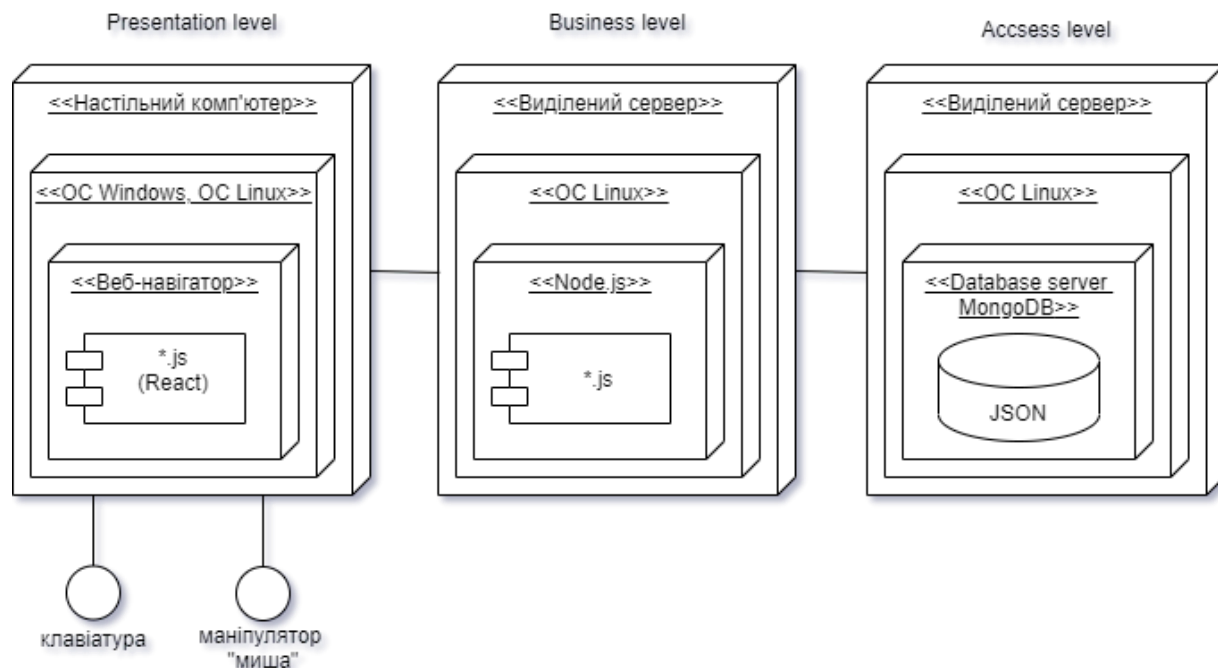 Presentation level
Business level
Accsess level
<<Настільний комп'ютер>>
<<Виділений сервер>>
<<Виділений сервер>>
<<ОС Windows, ОС Linux>>
<<ОС Linux>>
<<ОС Linux>>
<<Веб-навігатор>>
<<Node.js>>
<<Database server
MongoDB>>
*.js
(React)
*.js
JSON
клавіатура
маніпулятор
"миша"